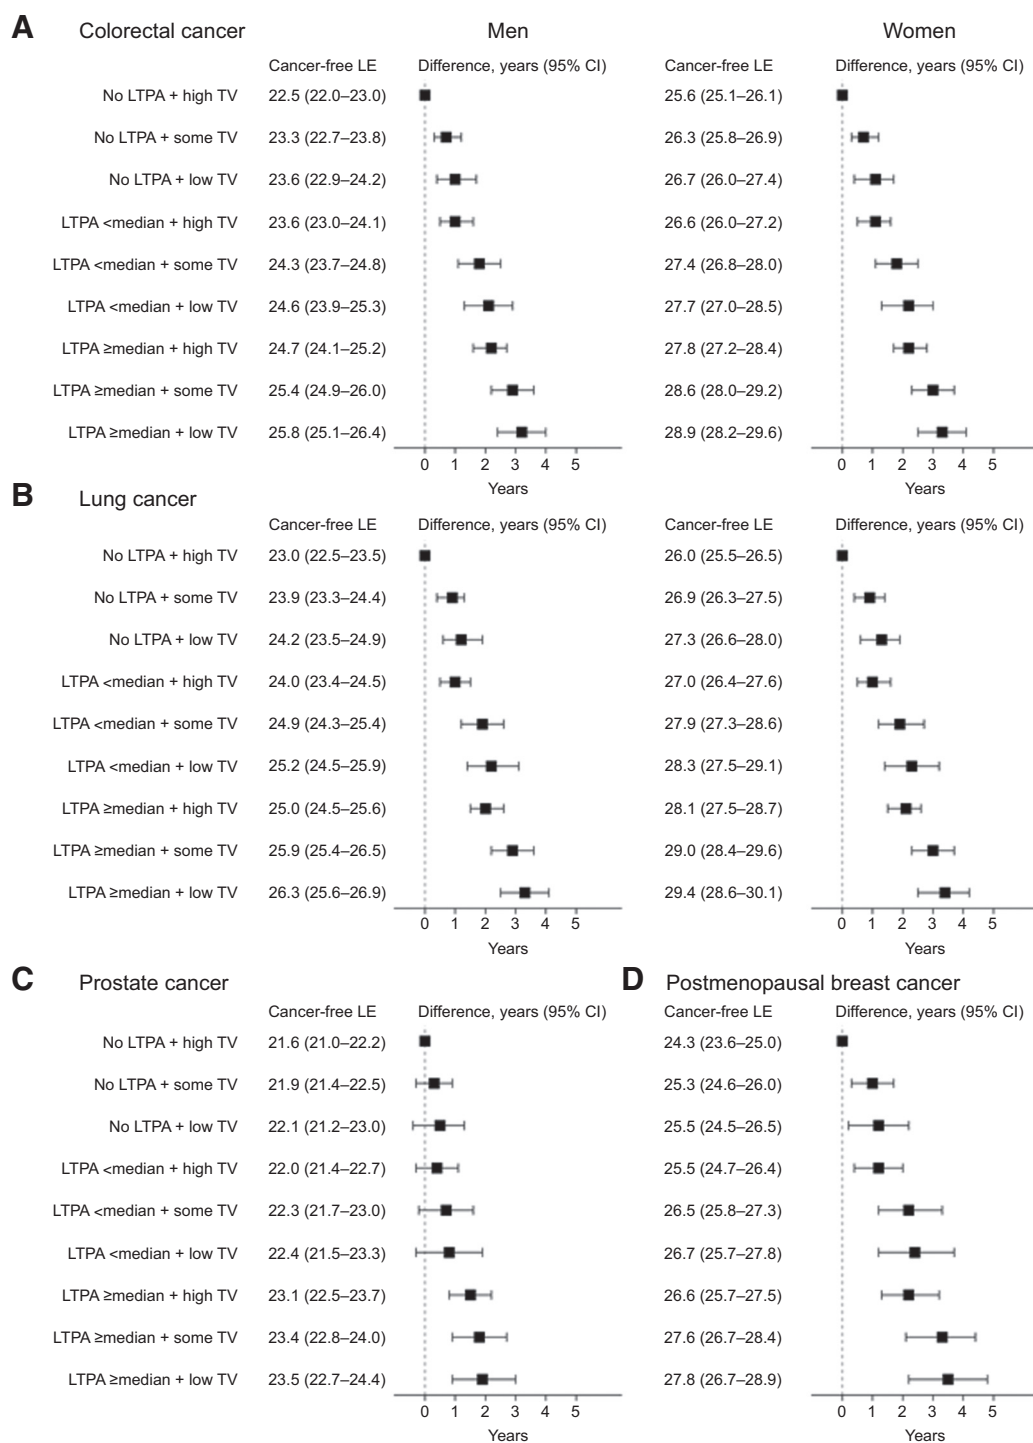 A Colorectal cancer Men Women
Cancer-free LE Difference, years (95% CI) Cancer-free LE Difference, years (95% CI)
No LTPA + high TV 22.5 (22.0–23.0) 25.6 (25.1–26.1)
No LTPA + some TV 23.3 (22.7–23.8) 26.3 (25.8–26.9)
No LTPA + low TV 23.6 (22.9–24.2) 26.7 (26.0–27.4)
LTPA <median + high TV 23.6 (23.0–24.1) 26.6 (26.0–27.2)
LTPA <median + some TV 24.3 (23.7–24.8) 27.4 (26.8–28.0)
LTPA <median + low TV 24.6 (23.9–25.3) 27.7 (27.0–28.5)
LTPA ≥median + high TV 24.7 (24.1–25.2) 27.8 (27.2–28.4)
LTPA ≥median + some TV 25.4 (24.9–26.0) 28.6 (28.0–29.2)
LTPA ≥median + low TV 25.8 (25.1–26.4) 28.9 (28.2–29.6)
0 1 2 3 4 5 0 1 2 3 4 5
Years Years
B Lung cancer
Cancer-free LE Difference, years (95% CI) Cancer-free LE Difference, years (95% CI)
No LTPA + high TV 23.0 (22.5–23.5) 26.0 (25.5–26.5)
No LTPA + some TV 23.9 (23.3–24.4) 26.9 (26.3–27.5)
No LTPA + low TV 24.2 (23.5–24.9) 27.3 (26.6–28.0)
LTPA <median + high TV 24.0 (23.4–24.5) 27.0 (26.4–27.6)
LTPA <median + some TV 24.9 (24.3–25.4) 27.9 (27.3–28.6)
LTPA <median + low TV 25.2 (24.5–25.9) 28.3 (27.5–29.1)
LTPA ≥median + high TV 25.0 (24.5–25.6) 28.1 (27.5–28.7)
LTPA ≥median + some TV 25.9 (25.4–26.5) 29.0 (28.4–29.6)
LTPA ≥median + low TV 26.3 (25.6–26.9) 29.4 (28.6–30.1)
0 1 2 3 4 5 0 1 2 3 4 5
Years Years
C Prostate cancer D Postmenopausal breast cancer
Cancer-free LE Difference, years (95% CI) Cancer-free LE Difference, years (95% CI)
No LTPA + high TV 21.6 (21.0–22.2) 24.3 (23.6–25.0)
No LTPA + some TV 21.9 (21.4–22.5) 25.3 (24.6–26.0)
No LTPA + low TV 22.1 (21.2–23.0) 25.5 (24.5–26.5)
LTPA <median + high TV 22.0 (21.4–22.7) 25.5 (24.7–26.4)
LTPA <median + some TV 22.3 (21.7–23.0) 26.5 (25.8–27.3)
LTPA <median + low TV 22.4 (21.5–23.3) 26.7 (25.7–27.8)
LTPA ≥median + high TV 23.1 (22.5–23.7) 26.6 (25.7–27.5)
LTPA ≥median + some TV 23.4 (22.8–24.0) 27.6 (26.7–28.4)
LTPA ≥median + low TV 23.5 (22.7–24.4) 27.8 (26.7–28.9)
0 1 2 3 4 5 0 1 2 3 4 5
Years Years